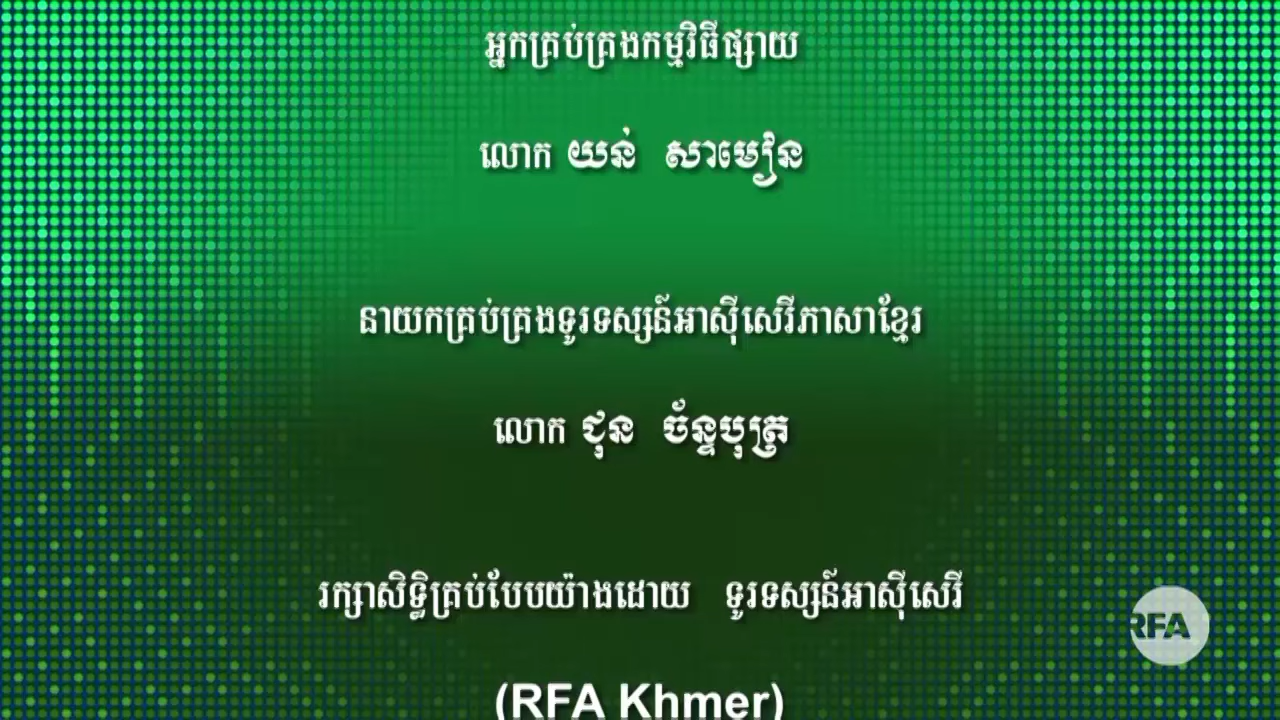 អ្នកគ្រប់គ្រងកម្មវិធីផ្សាយ
លោក យន់ សាមៀន
នាយកគ្រប់គ្រងទូរទស្សន៍អាស៊ីសេរីភាសាខ្មែរ
លោក ជុន ច័ន្ទបុត្រ
រក្សាសិទ្ធិគ្រប់បែបយ៉ាងដោយ ទូរទស្សន៍អាស៊ីសេរី
RFA
(RFA Khmer)